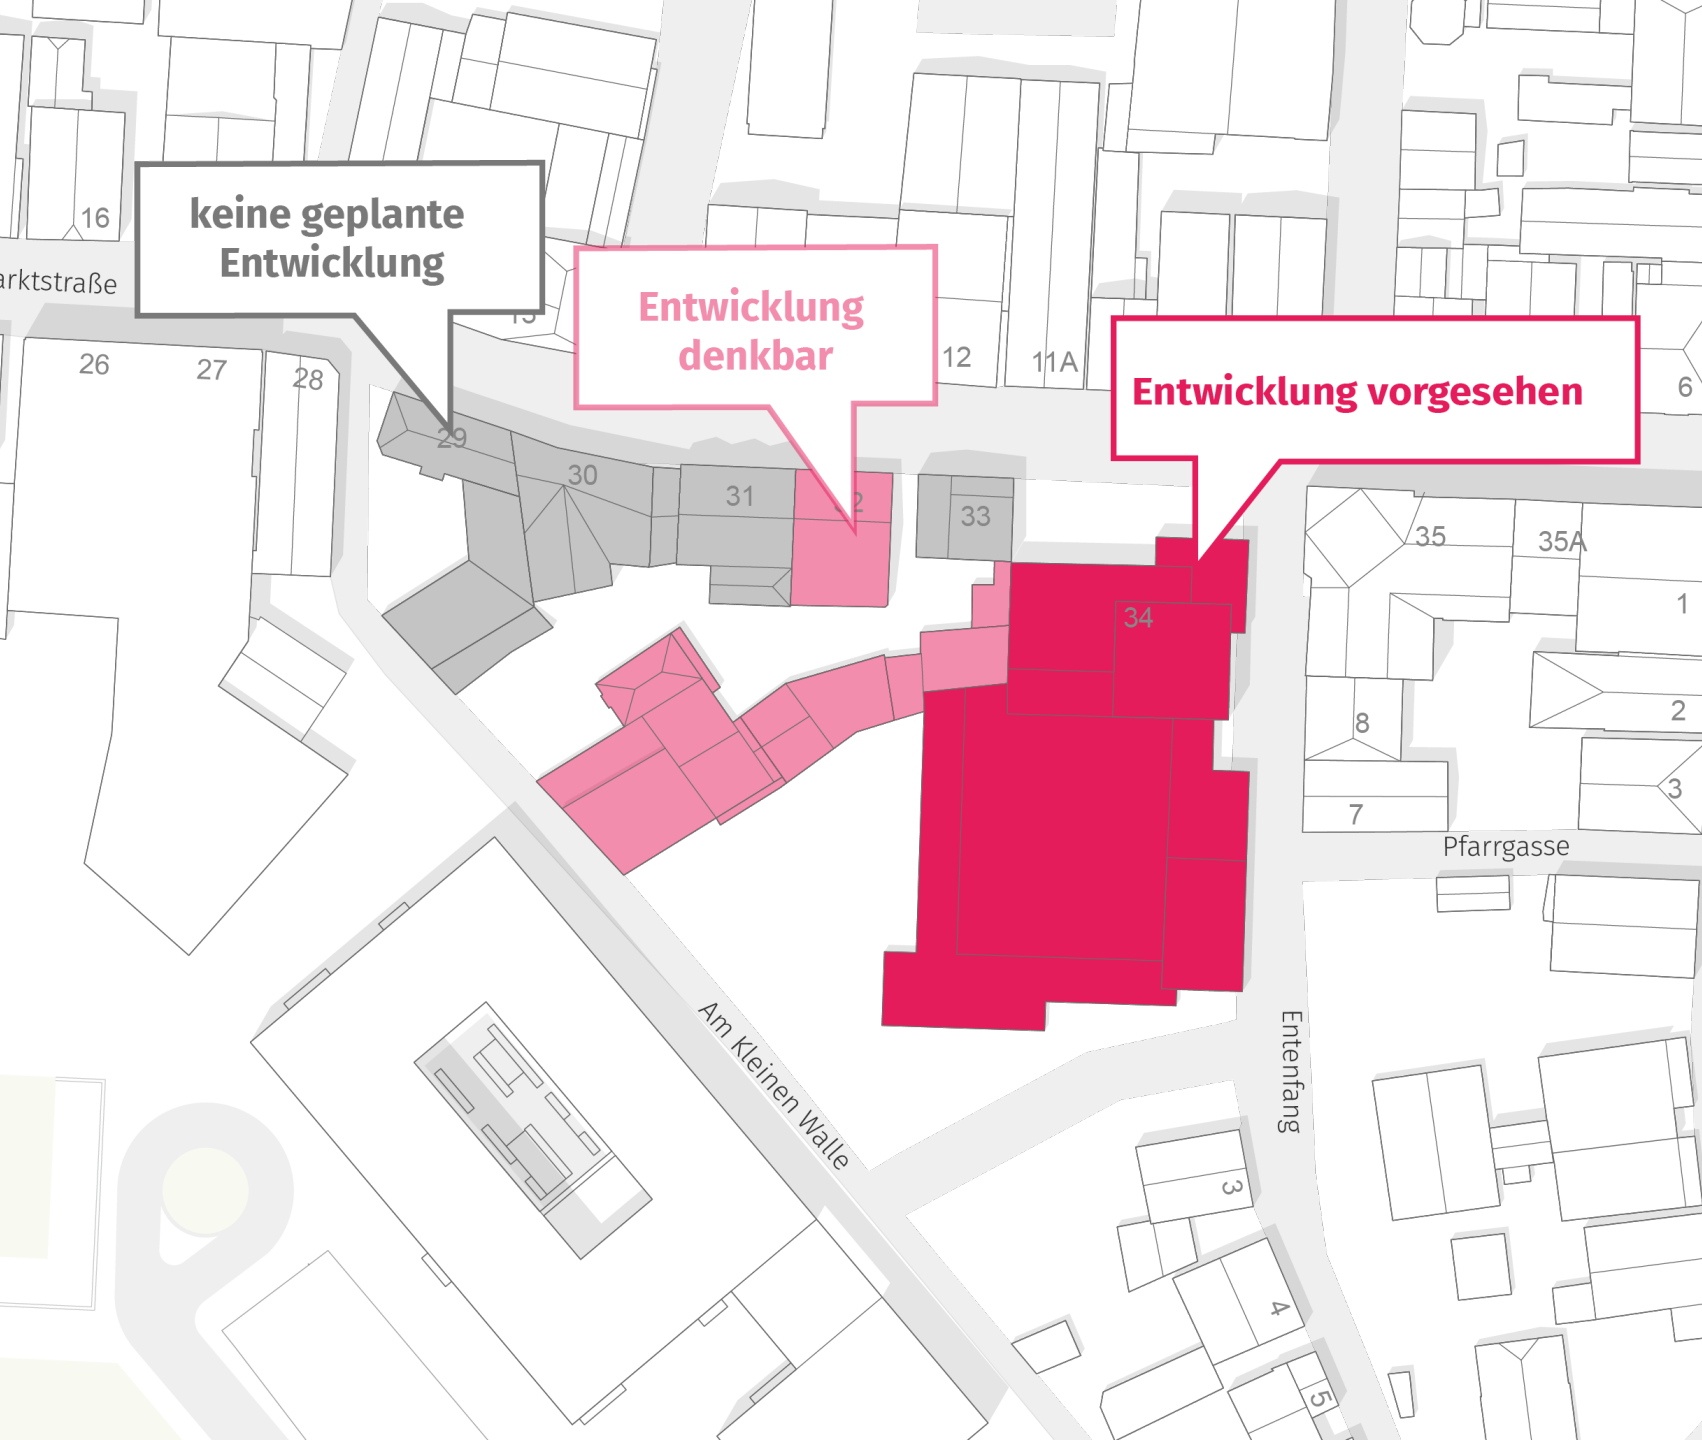 16
keine geplante
Entwicklung
arktstraße
Entwicklung
denkbar
12
11A
Entwicklung vorgesehen
6
26
27
28
29
30
31
33
34
35
35A
1
2
8
3
7
Pfarrgasse
Am Kleinen Walle
Entenfang
3
4
5